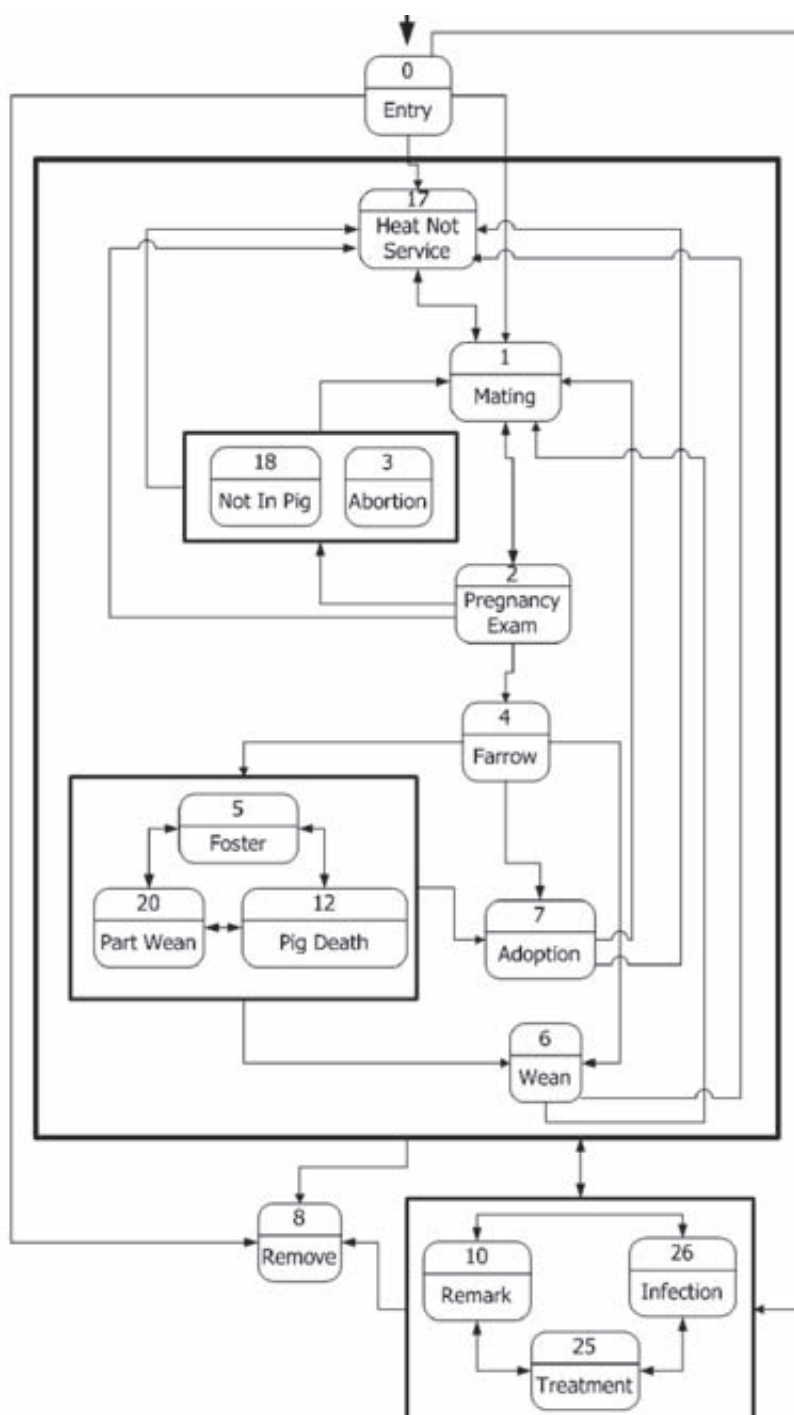 0
Entry
17
Heat Not
Service
1
Mating
18
Not In Pig
3
Abortion
2
Pregnancy
Exam
4
Farrow
5
Foster
20
Part Wean
12
Pig Death
7
Adoption
6
Wean
8
Remove
10
Remark
26
Infection
25
Treatment